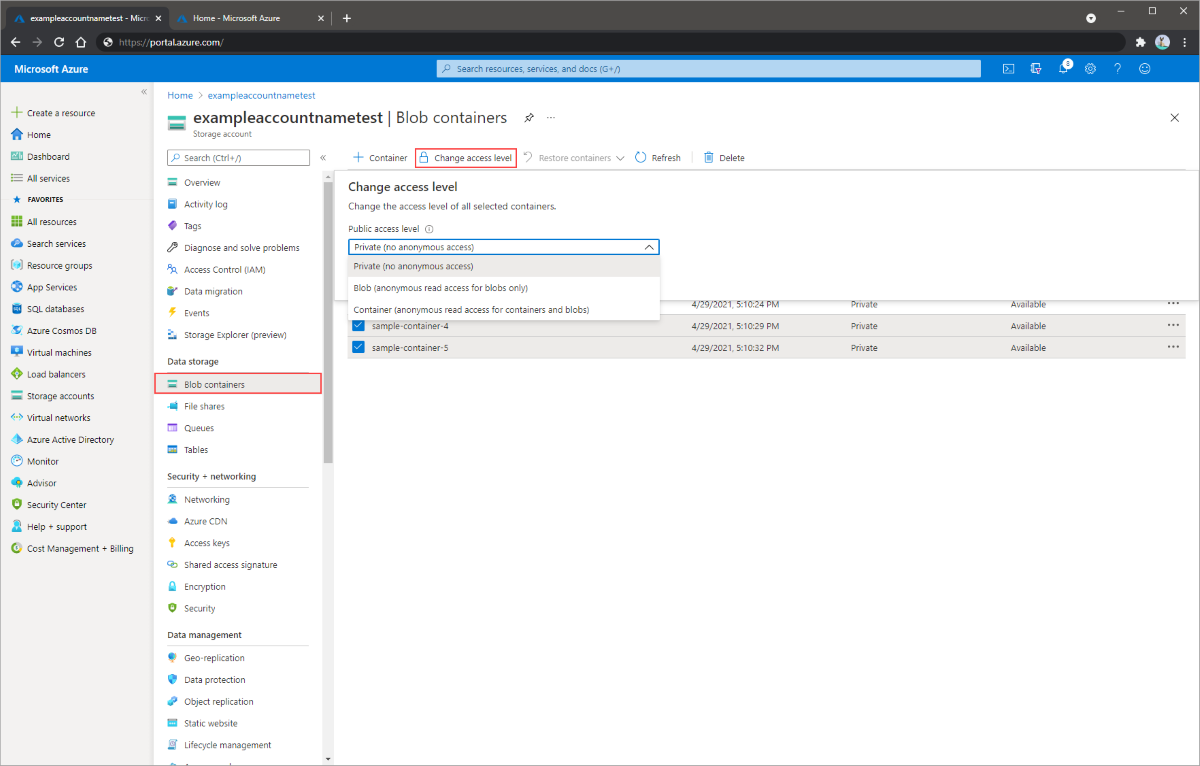 exampleaccountnametest - Micr
Home - Microsoft Azure
https://portal.azure.com/
Microsoft Azure
Search resources, services, and docs (G+/)
8
Create a resource
Home
Dashboard
All services
FAVORITES
All resources
Search services
Resource groups
App Services
SQL databases
Azure Cosmos DB
Virtual machines
Load balancers
Storage accounts
Virtual networks
Azure Active Directory
Monitor
Advisor
Security Center
Help + support
Cost Management + Billing
Home > exampleaccountnametest
exampleaccountnametest | Blob containers
Storage account
Search (Ctrl+/)
Overview
Activity log
Tags
Diagnose and solve problems
Access Control (IAM)
Data migration
Events
Storage Explorer (preview)
Data storage
Blob containers
File shares
Queues
Tables
Security + networking
Networking
Azure CDN
Access keys
Shared access signature
Encryption
Security
Data management
Geo-replication
Data protection
Object replication
Static website
Lifecycle management
Container Change access level Restore containers Refresh Delete
Change access level
Change the access level of all selected containers.
Public access level
Private (no anonymous access)
Private (no anonymous access)
Blob (anonymous read access for blobs only)
Container (anonymous read access for containers and blobs)
4/29/2021, 5:10:24 PM Private Available
sample-container-4 4/29/2021, 5:10:29 PM Private Available
sample-container-5 4/29/2021, 5:10:32 PM Private Available